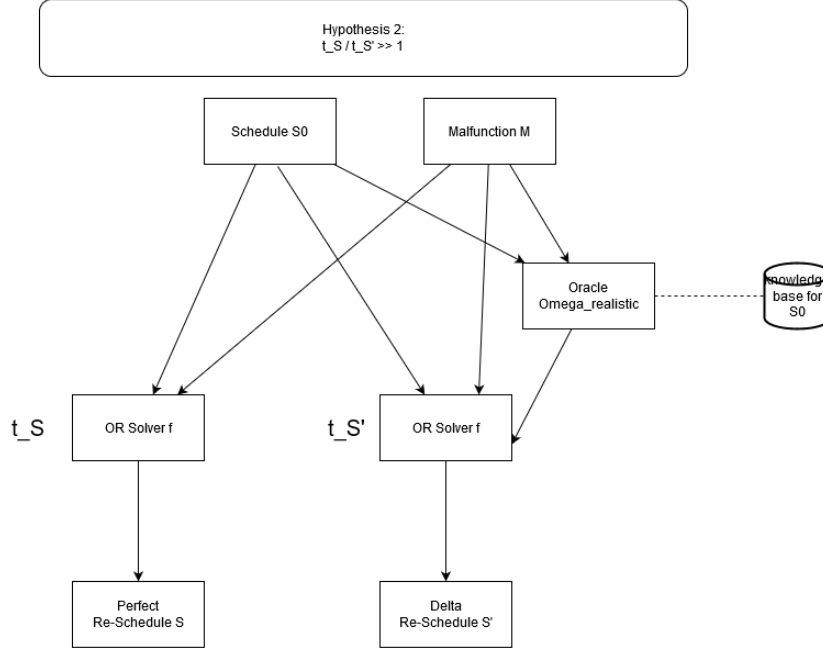 Hypothesis 2:
t_S / t_S' >> 1
Schedule S0
Malfunction M
Oracle
Omega_realistic
knowledge
base for
S0
t_S
OR Solver f
t_S'
OR Solver f
Perfect
Re-Schedule S
Delta
Re-Schedule S'